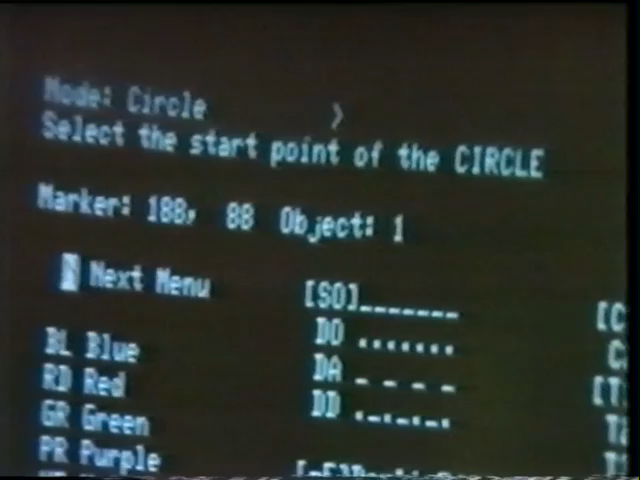 Mode: Circle >
Select the start point of the CIRCLE
Marker: 188, 88 Object: 1
Next Menu [SO]_______ [C
BL Blue DO .......
RD Red DA _ _ _ _ [T
GR Green DD ._._._.
PR Purple